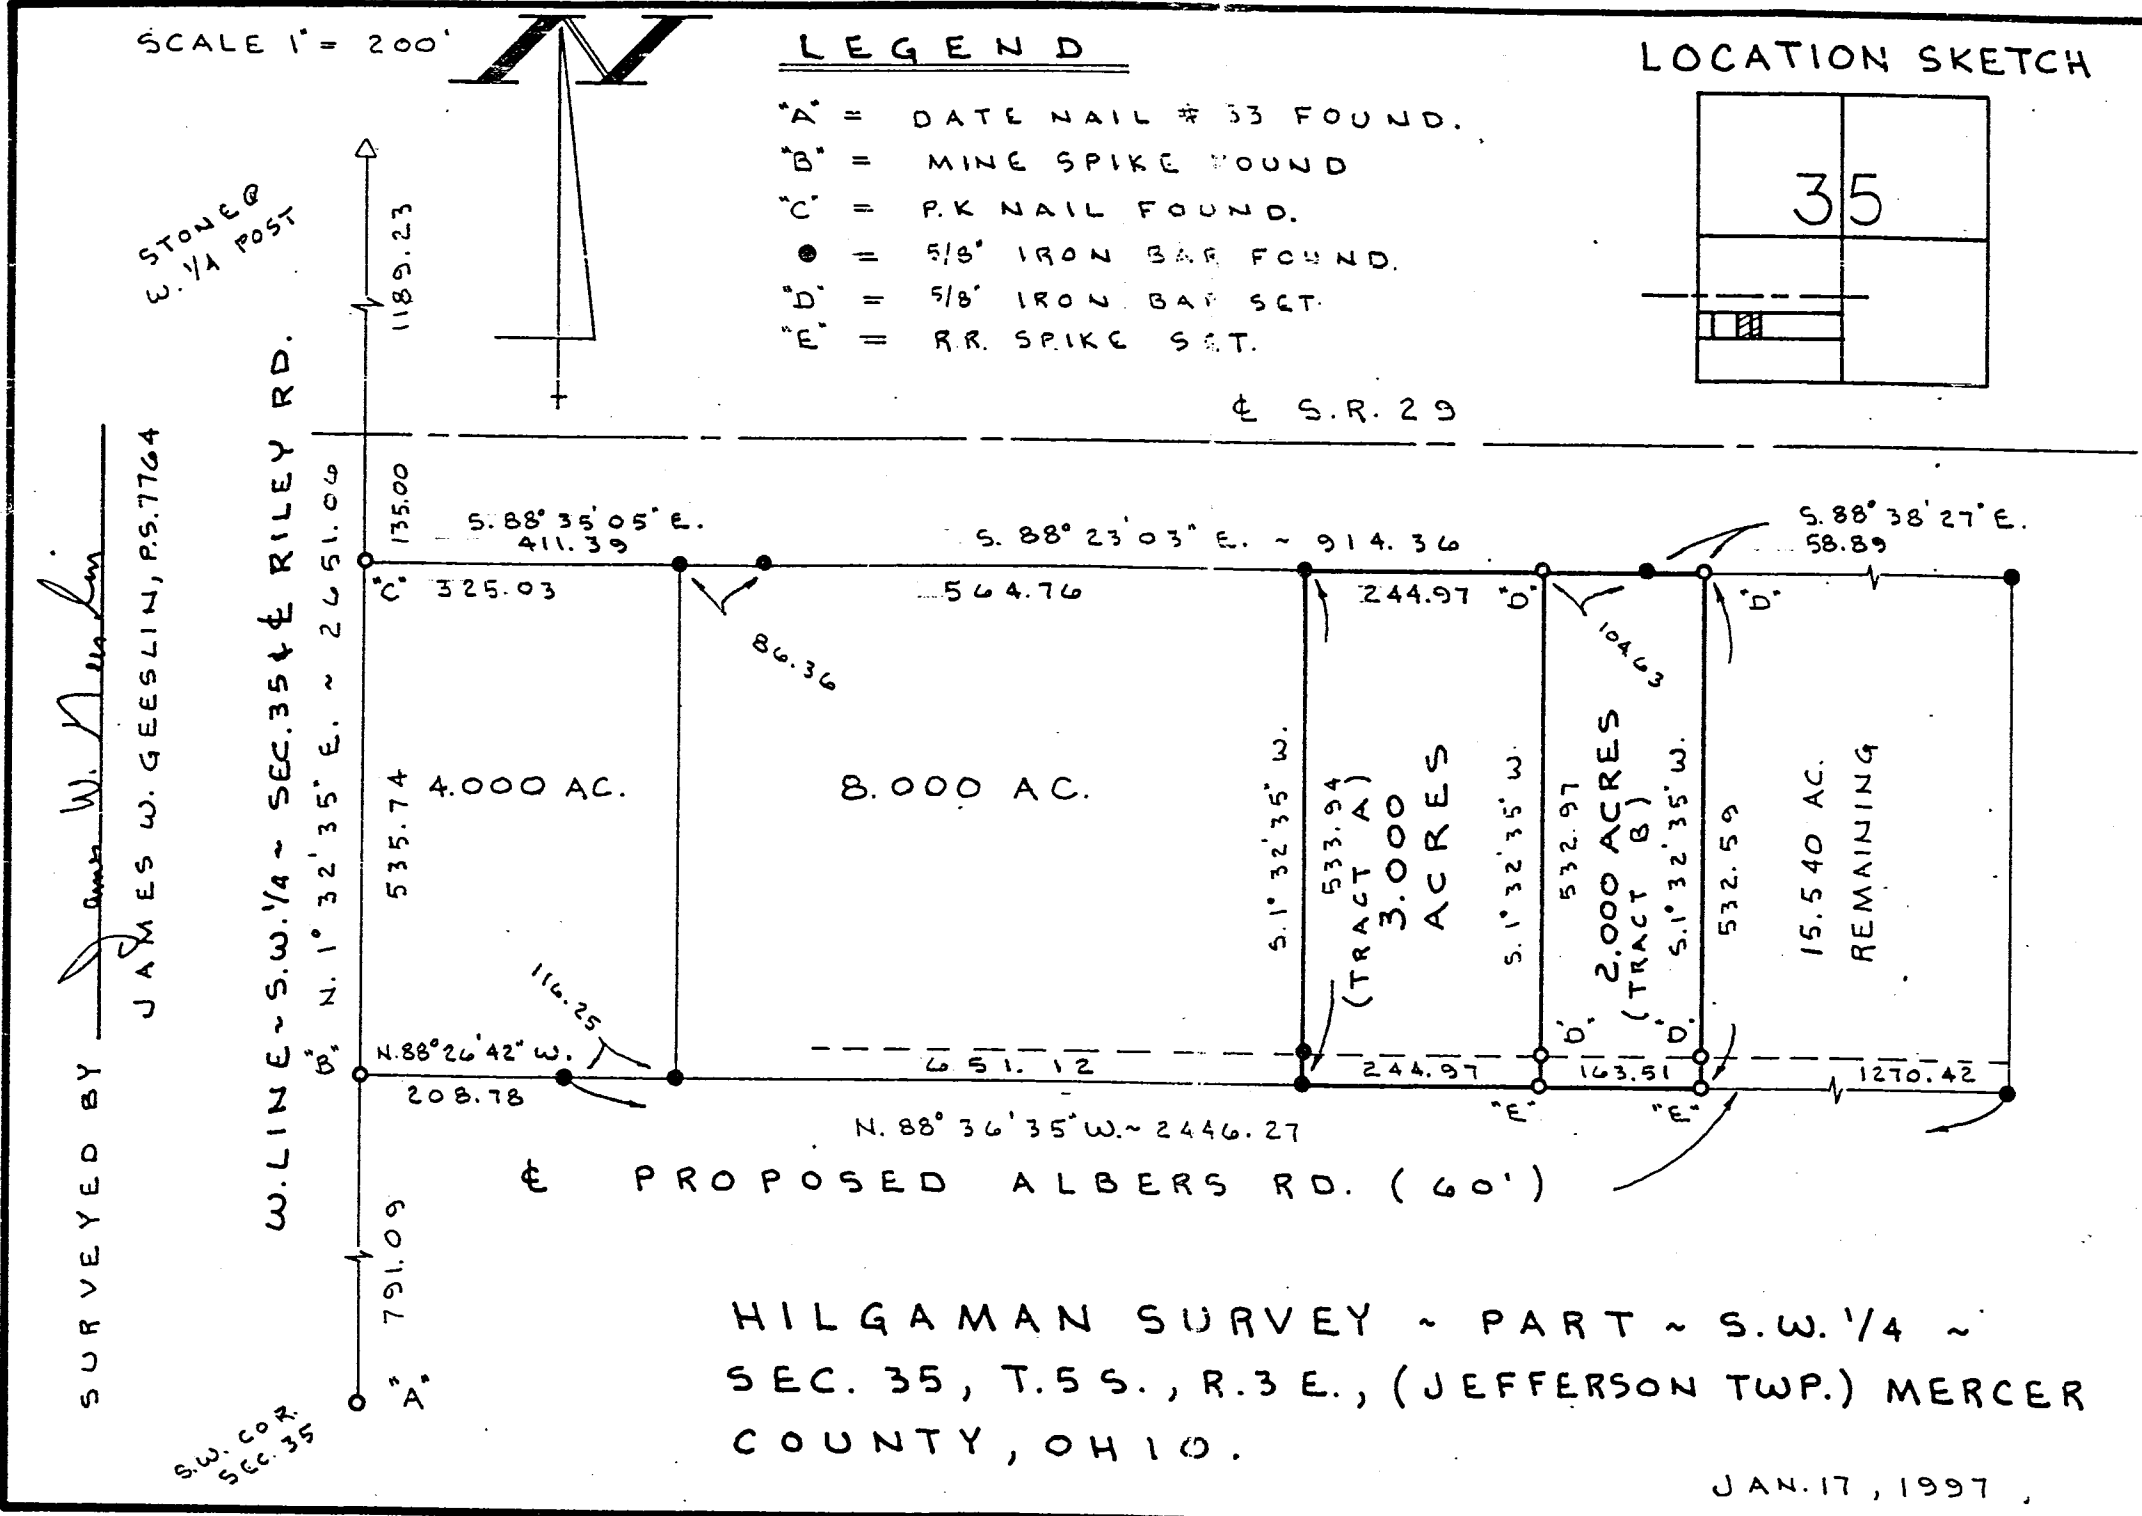 SCALE 1" = 200'
LEGEND
"A" = DATE NAIL # 33 FOUND.
"B" = MINE SPIKE FOUND
"C" = P.K NAIL FOUND.
● = 5/8" IRON BAR FOUND.
"D" = 5/8" IRON BAR SET.
"E" = R.R. SPIKE SET.
LOCATION SKETCH
35
STONE @
W. 1/4 POST
1189.23
℄ S.R. 29
135.00
S. 88° 35' 05" E.
411.39
S. 88° 23' 03" E. ~ 914.36
S. 88° 38' 27" E.
58.89
"C"
325.03
564.76
244.97
"D"
"D"
86.36
104.63
W. LINE ~ S.W. 1/4 ~ SEC. 35 & ℄ RILEY RD.
N. 1° 32' 35" E. ~ 2651.06
535.74
4.000 AC.
8.000 AC.
S. 1° 32' 35" W.
533.94
(TRACT A)
3.000
ACRES
S. 1° 32' 35" W.
532.97
2.000 ACRES
(TRACT B)
S. 1° 32' 35" W.
532.59
15.540 AC.
REMAINING
116.25
"B"
N. 88° 26' 42" W.
208.78
651.12
244.97
"D"
163.51
"D"
1270.42
"E"
"E"
N. 88° 36' 35" W. ~ 2446.27
℄ PROPOSED ALBERS RD. (60')
791.09
"A"
S.W. COR.
SEC. 35
SURVEYED BY
JAMES W. GEESLIN, P.S. 7764
HILGAMAN SURVEY ~ PART ~ S.W. 1/4 ~
SEC. 35, T. 5 S., R. 3 E., (JEFFERSON TWP.) MERCER
COUNTY, OHIO.
JAN. 17, 1997